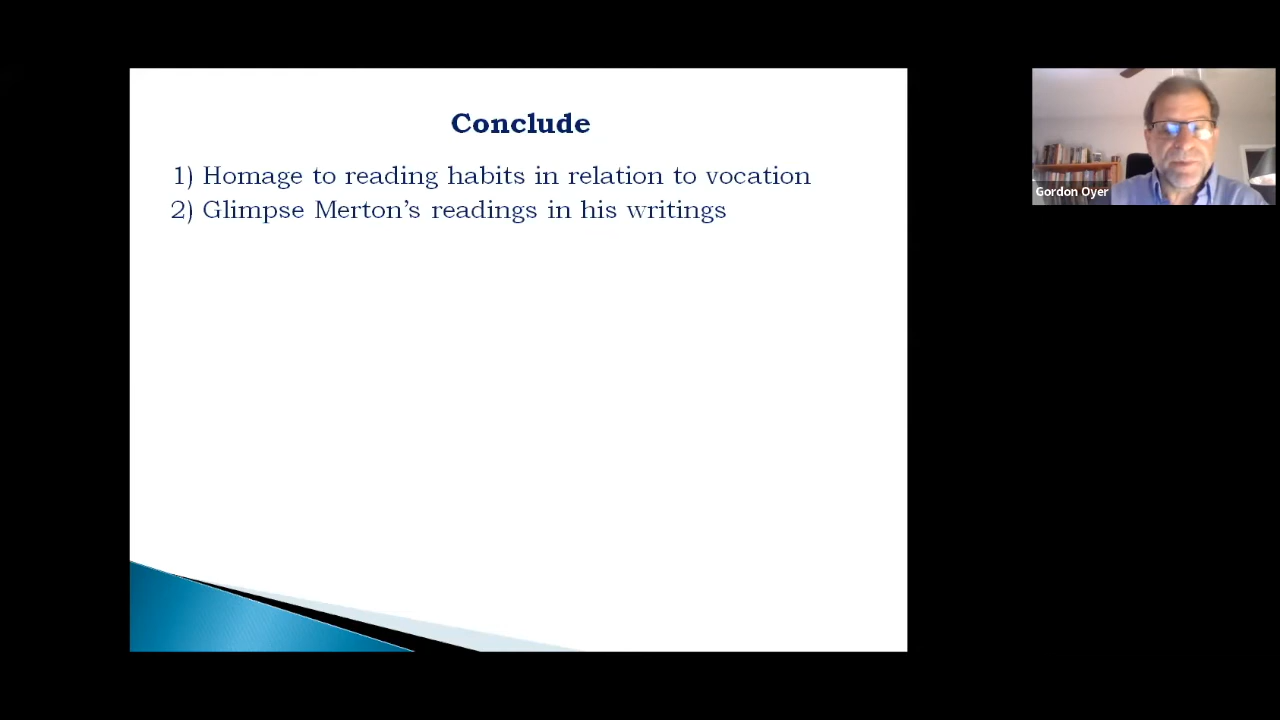 Conclude
1) Homage to reading habits in relation to vocation
2) Glimpse Merton’s readings in his writings
Gordon Oyer